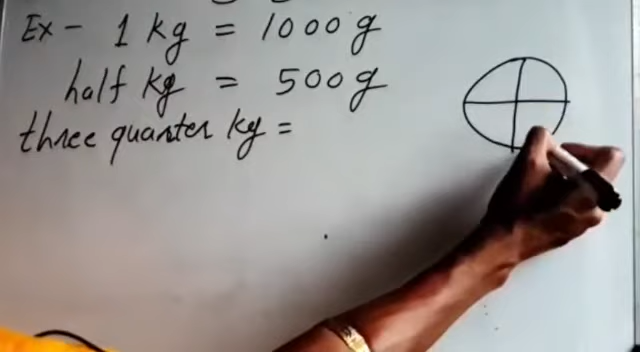 Ex - 1 kg = 1000 g
half kg = 500 g
three quarter kg =